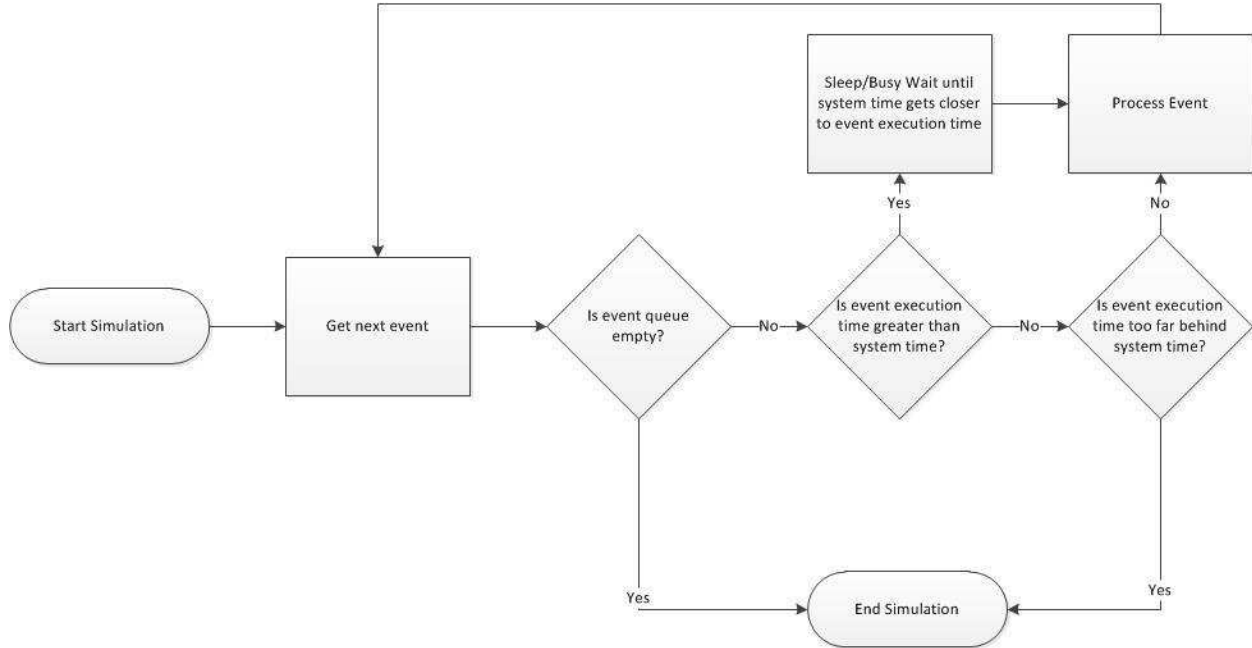 Sleep/Busy Wait until
system time gets closer
to event execution time
Process Event
Yes
No
Start Simulation
Get next event
Is event queue
empty?
No
Is event execution
time greater than
system time?
No
Is event execution
time too far behind
system time?
Yes
End Simulation
Yes